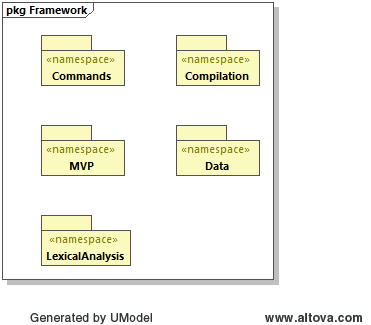 pkg Framework
«namespace»
Commands
«namespace»
Compilation
«namespace»
MVP
«namespace»
Data
«namespace»
LexicalAnalysis
Generated by UModel
www.altova.com